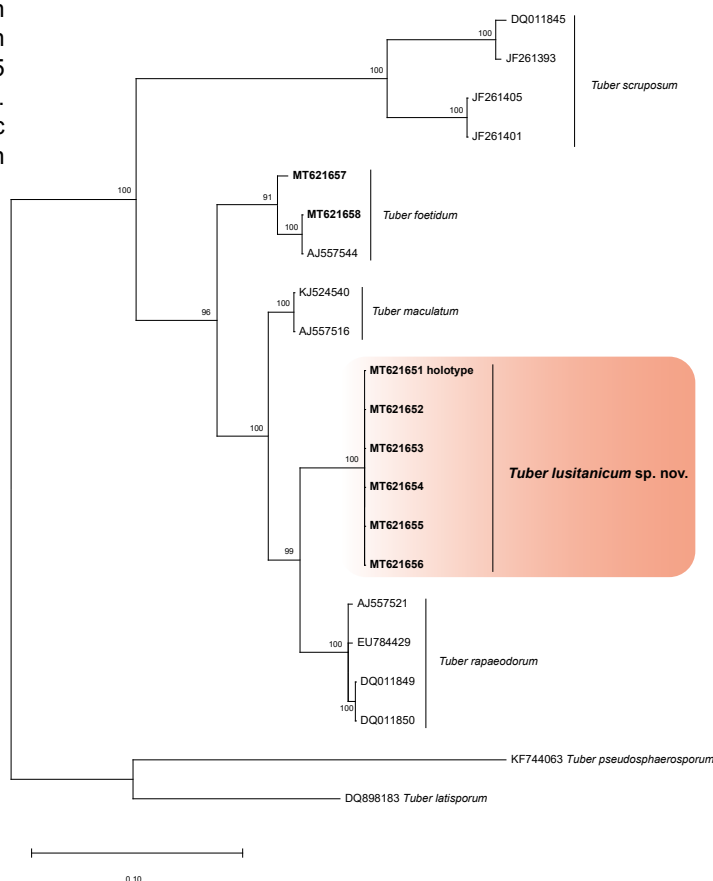 n
n
5
.
c
n
DQ011845
100
JF261393
100
Tuber scruposum
JF261405
100
JF261401
MT621657
100
91
MT621658
Tuber foetidum
100
AJ557544
KJ524540
100
Tuber maculatum
96
AJ557516
MT621651 holotype
MT621652
100
MT621653
100
Tuber lusitanicum sp. nov.
MT621654
MT621655
99
MT621656
AJ557521
EU784429
100
Tuber rapaeodorum
DQ011849
100
DQ011850
KF744063 Tuber pseudosphaerosporum
DQ898183 Tuber latisporum
0.10